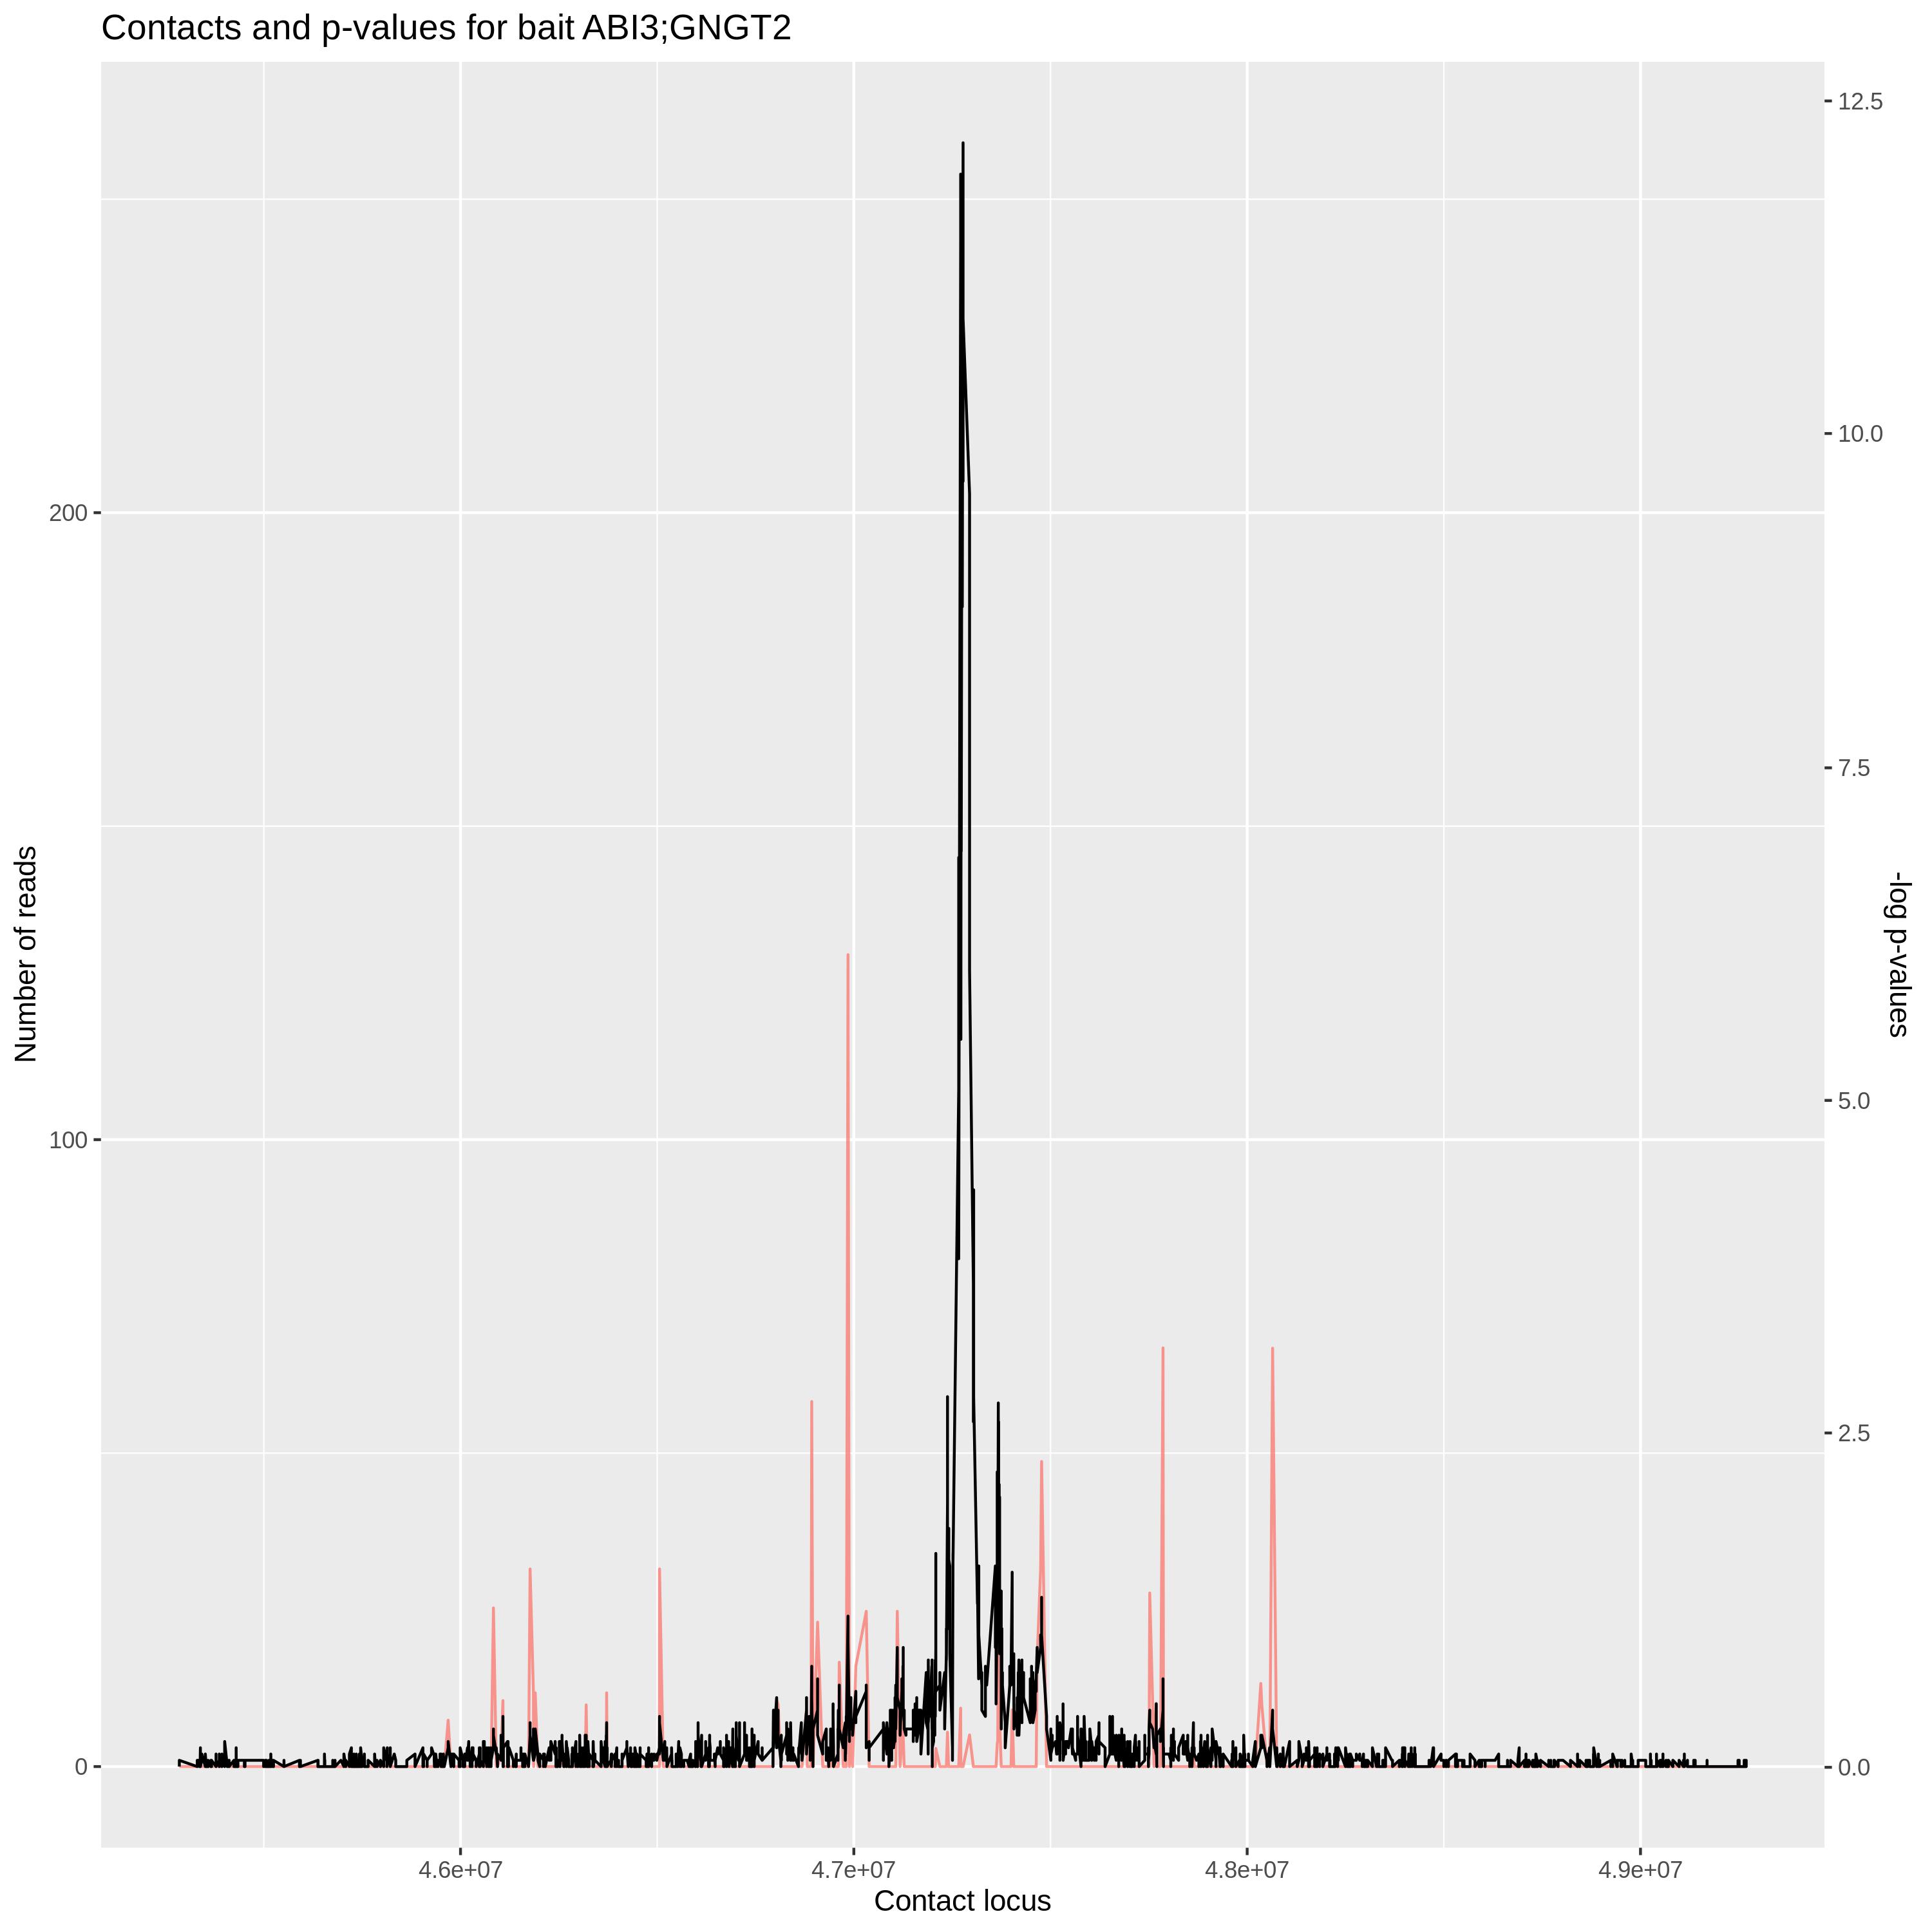 Contacts and p-values for bait ABI3;GNGT2
Number of reads
200
100
0
12.5
10.0
7.5
5.0
2.5
0.0
-log p-values
4.6e+07
4.7e+07
4.8e+07
4.9e+07
Contact locus